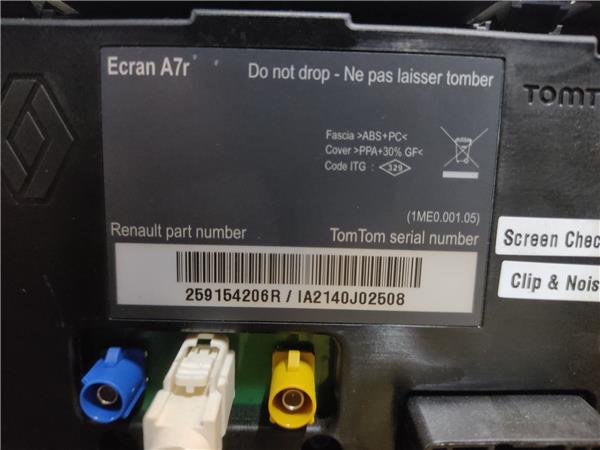 Ecran A7r
Do not drop - Ne pas laisser tomber
TOMT
Fascia >ABS+PC<
Cover >PPA+30% GF<
Code ITG : 329
(1ME0.001.05)
Renault part number
TomTom serial number
Screen Chec
259154206R / IA2140J02508
Clip & Nois